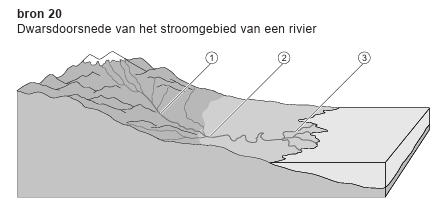 bron 20
Dwarsdoorsnede van het stroomgebied van een rivier
1 2 3